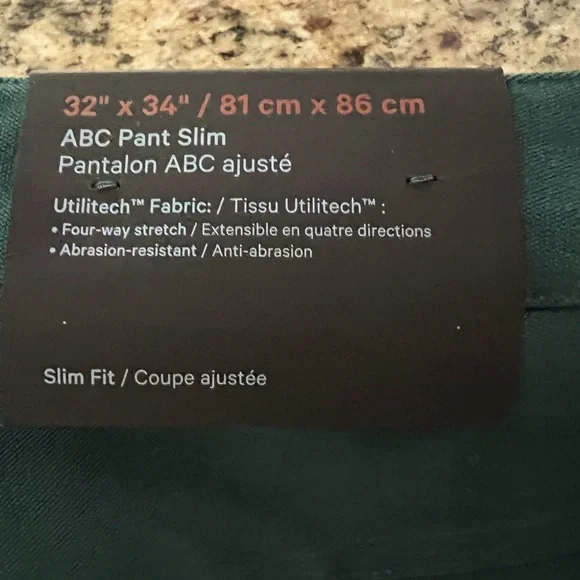 32" x 34" / 81 cm x 86 cm
ABC Pant Slim
Pantalon ABC ajusté
Utilitech™ Fabric: / Tissu Utilitech™ :
• Four-way stretch / Extensible en quatre directions
• Abrasion-resistant / Anti-abrasion
Slim Fit / Coupe ajustée